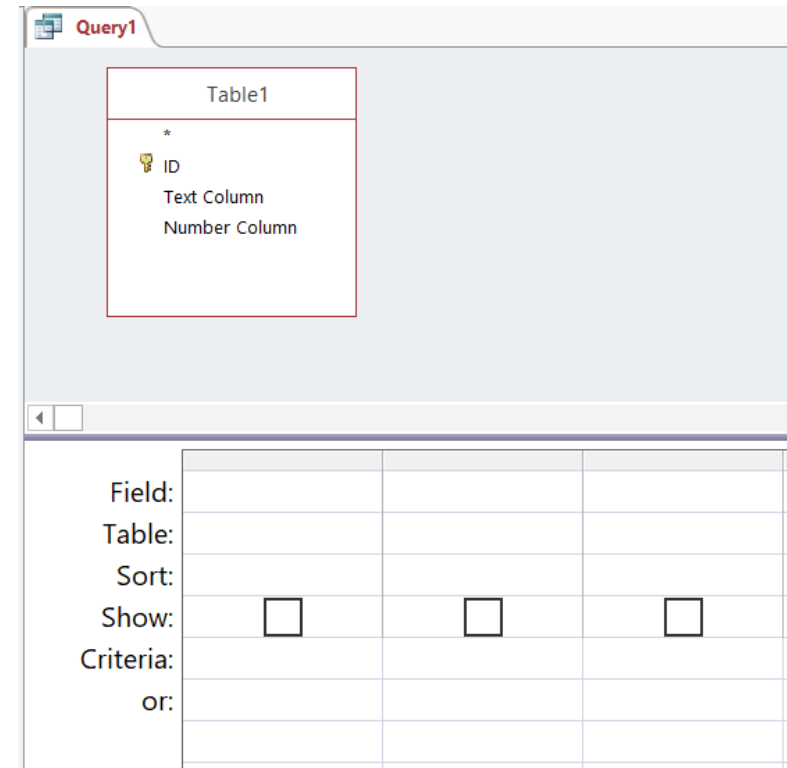 Query1
Table1
*
ID
Text Column
Number Column
Field:
Table:
Sort:
Show:
Criteria:
or: